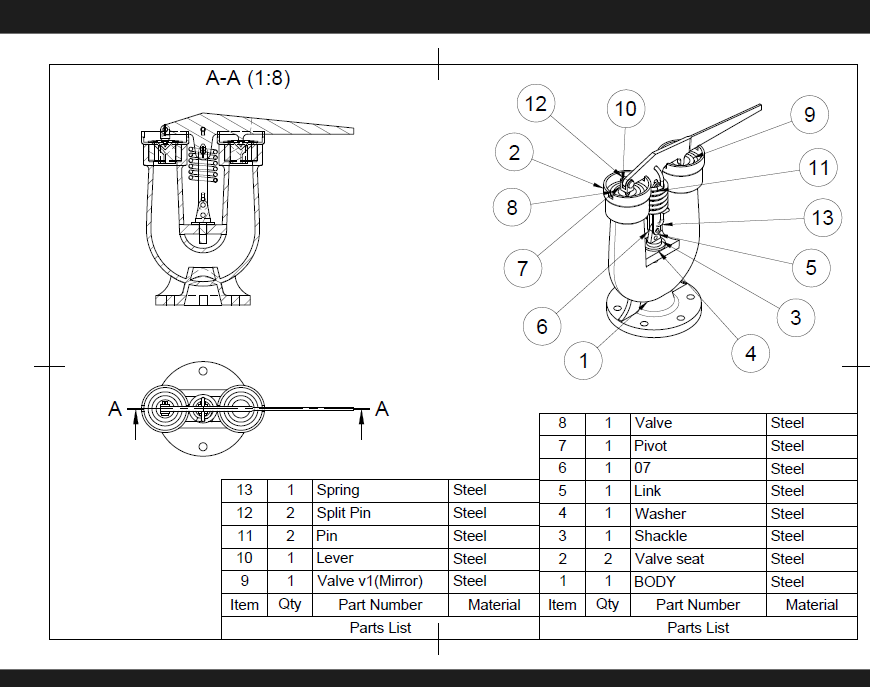 A-A (1:8)
12
10
9
2
11
8
13
7
5
6
3
1
4
A
A
8 1 Valve Steel
7 1 Pivot Steel
6 1 07 Steel
5 1 Link Steel
4 1 Washer Steel
3 1 Shackle Steel
2 2 Valve seat Steel
1 1 BODY Steel
Item Qty Part Number Material
Parts List
13 1 Spring Steel
12 2 Split Pin Steel
11 2 Pin Steel
10 1 Lever Steel
9 1 Valve v1(Mirror) Steel
Item Qty Part Number Material
Parts List